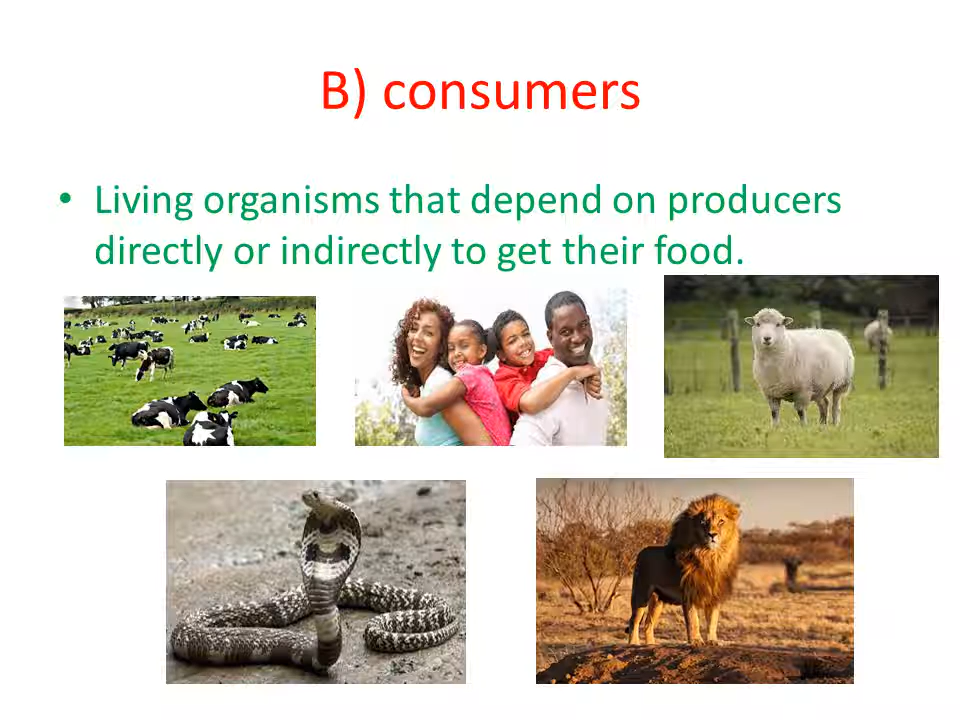 B) consumers
• Living organisms that depend on producers
directly or indirectly to get their food.